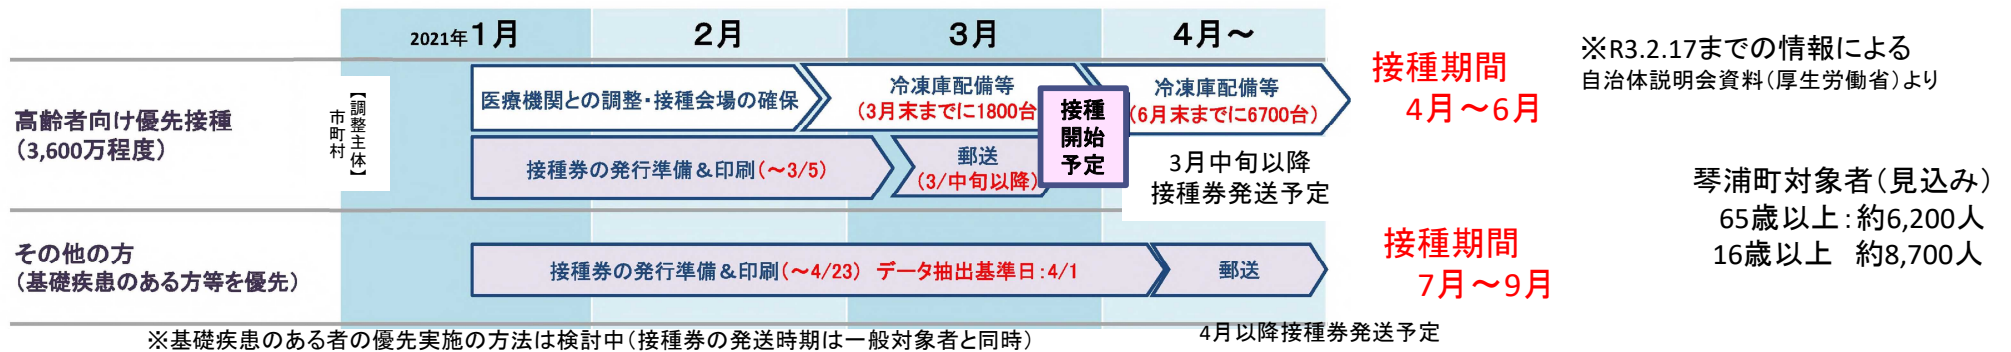 2021年1月
2月
3月
4月～
高齢者向け優先接種
（3,600万程度）
【調整主体】
市町村
医療機関との調整・接種会場の確保
冷凍庫配備等
（3月末までに1800台
冷凍庫配備等
（6月末までに6700台）
接種券の発行準備＆印刷（～3/5）
郵送
（3/中旬以降）
接種
開始
予定
3月中旬以降
接種券発送予定
接種期間
4月～6月
その他の方
（基礎疾患のある方等を優先）
接種券の発行準備＆印刷（～4/23）　データ抽出基準日：4/1
郵送
接種期間
7月～9月
4月以降接種券発送予定
※基礎疾患のある者の優先実施の方法は検討中（接種券の発送時期は一般対象者と同時）
※R3.2.17までの情報による
自治体説明会資料（厚生労働省）より
琴浦町対象者（見込み）
65歳以上：約6,200人
16歳以上　約8,700人